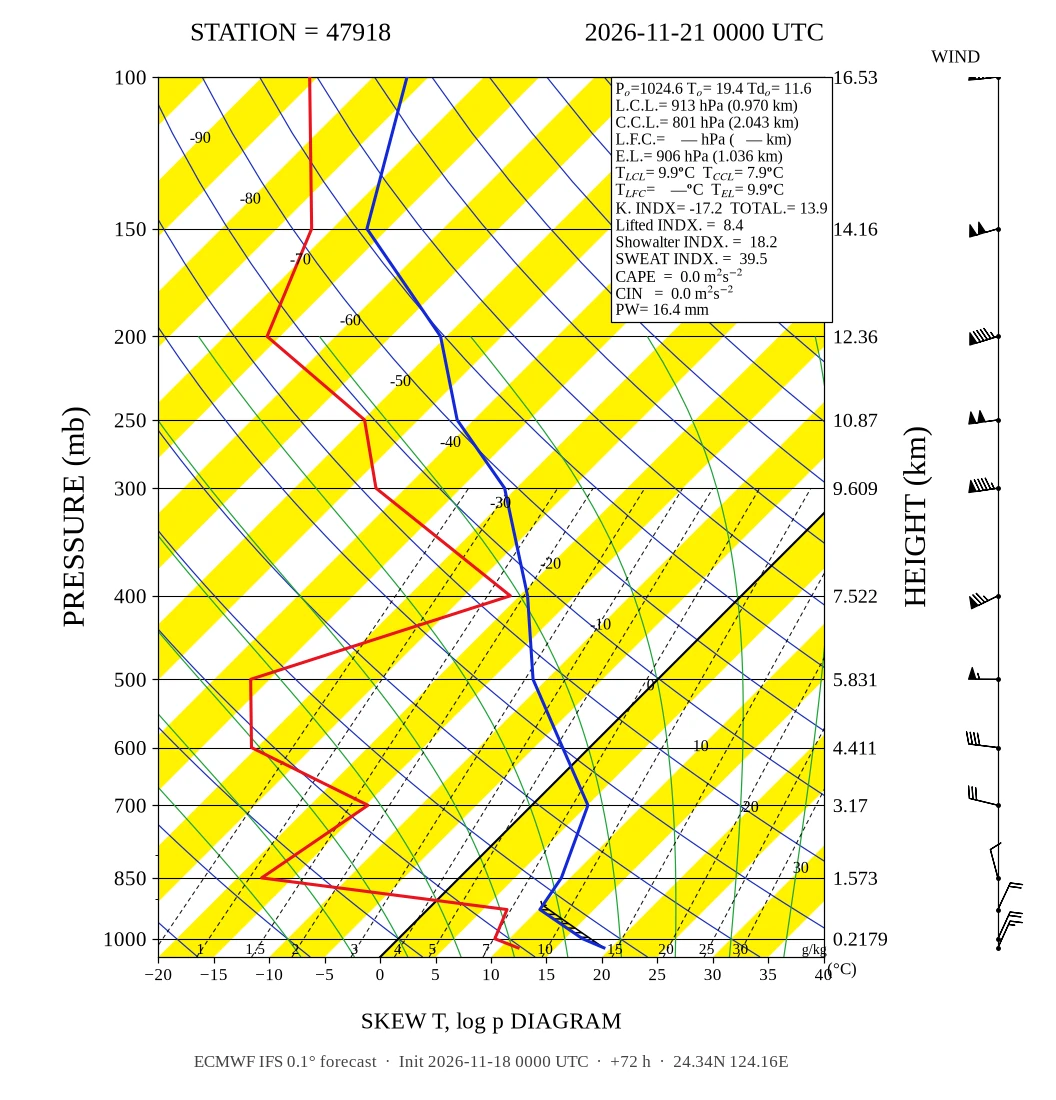 STATION = 47918
2026-11-21 0000 UTC
WIND
100
16.53
Pₒ=1024.6 Tₒ= 19.4 Tdₒ= 11.6
L.C.L.= 913 hPa (0.970 km)
C.C.L.= 801 hPa (2.043 km)
L.F.C.= — hPa ( — km)
E.L.= 906 hPa (1.036 km)
T_LCL= 9.9°C T_CCL= 7.9°C
T_LFC= —°C T_EL= 9.9°C
K. INDX= -17.2 TOTAL.= 13.9
Lifted INDX. = 8.4
Showalter INDX. = 18.2
SWEAT INDX. = 39.5
CAPE = 0.0 m²s⁻²
CIN = 0.0 m²s⁻²
PW= 16.4 mm
-90
-80
150
14.16
-70
-60
200
12.36
-50
250
10.87
-40
300
9.609
-30
-20
400
7.522
-10
500
5.831
0
600
4.411
10
700
3.17
20
850
1.573
30
1000
0.2179
PRESSURE (mb)
HEIGHT (km)
1 1.5 2 3 4 5 7 10 15 20 25 30 g/kg
−20 −15 −10 −5 0 5 10 15 20 25 30 35 40
(°C)
SKEW T, log p DIAGRAM
ECMWF IFS 0.1° forecast · Init 2026-11-18 0000 UTC · +72 h · 24.34N 124.16E